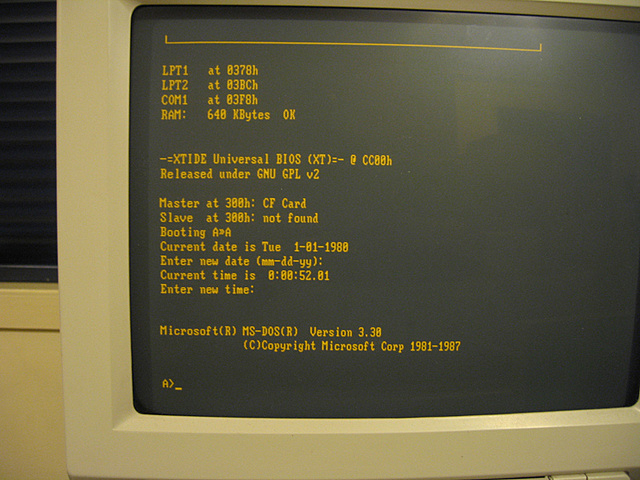 LPT1 at 0378h
LPT2 at 03BCh
COM1 at 03F8h
RAM: 640 KBytes OK
-=XTIDE Universal BIOS (XT)=- @ CC00h
Released under GNU GPL v2
Master at 300h: CF Card
Slave at 300h: not found
Booting A»A
Current date is Tue 1-01-1980
Enter new date (mm-dd-yy):
Current time is 0:00:52.01
Enter new time:
Microsoft(R) MS-DOS(R) Version 3.30
(C)Copyright Microsoft Corp 1981-1987
A>_